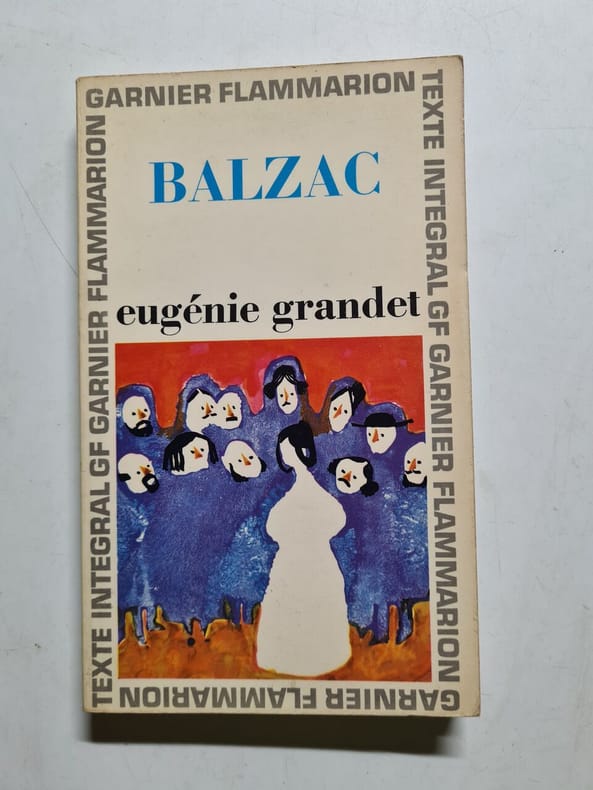 GARNIER FLAMMARION
TEXTE INTEGRAL GF GARNIER FLAMMARION
BALZAC
eugénie grandet
TEXTE INTEGRAL GF GARNIER FLAMMARION
GARNIER FLAMMARION